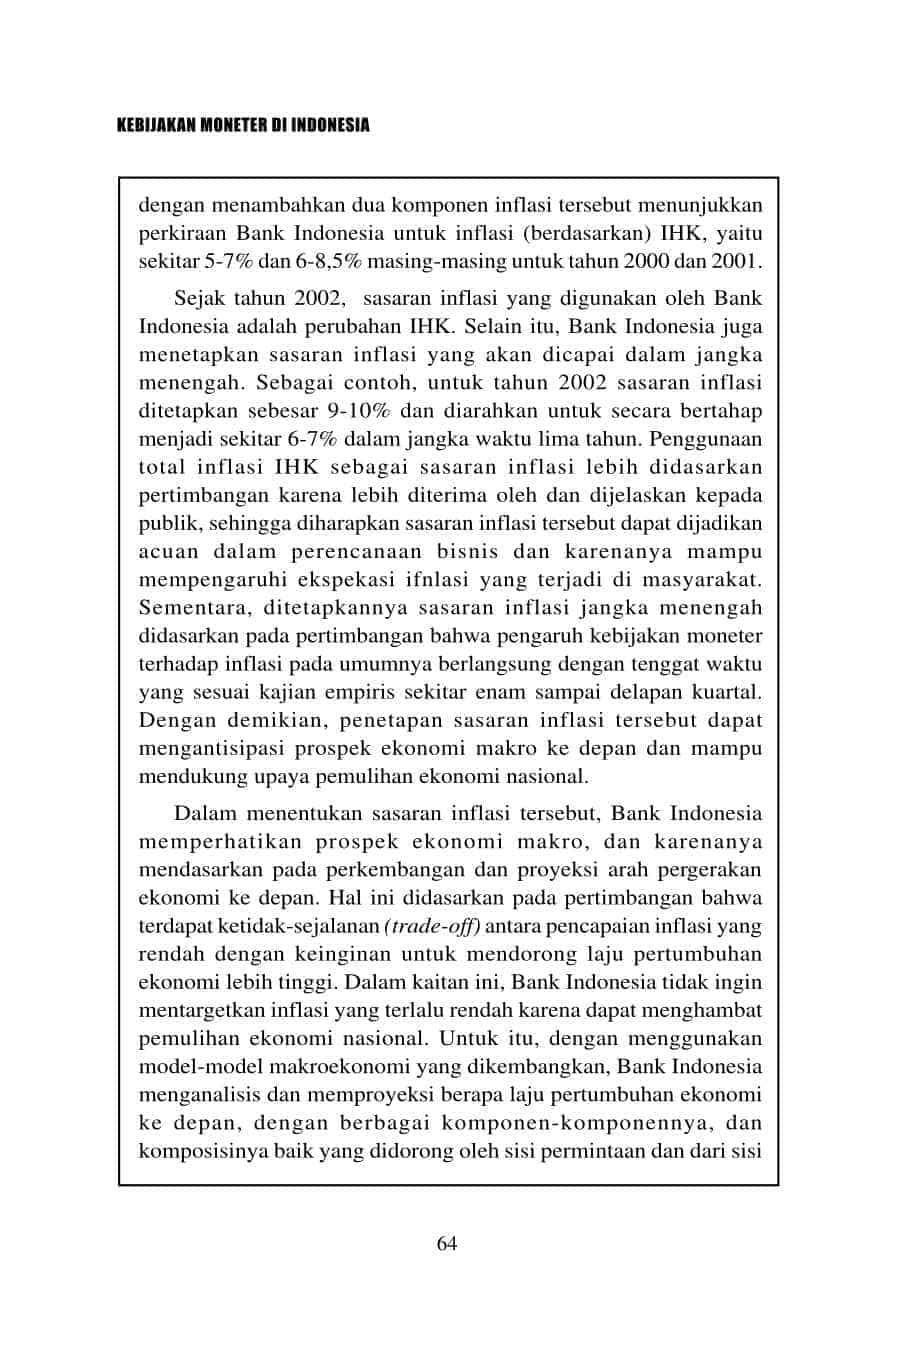 KEBIJAKAN MONETER DI INDONESIA
dengan menambahkan dua komponen inflasi tersebut menunjukkan
perkiraan Bank Indonesia untuk inflasi (berdasarkan) IHK, yaitu
sekitar 5-7% dan 6-8,5% masing-masing untuk tahun 2000 dan 2001.
Sejak tahun 2002, sasaran inflasi yang digunakan oleh Bank
Indonesia adalah perubahan IHK. Selain itu, Bank Indonesia juga
menetapkan sasaran inflasi yang akan dicapai dalam jangka
menengah. Sebagai contoh, untuk tahun 2002 sasaran inflasi
ditetapkan sebesar 9-10% dan diarahkan untuk secara bertahap
menjadi sekitar 6-7% dalam jangka waktu lima tahun. Penggunaan
total inflasi IHK sebagai sasaran inflasi lebih didasarkan
pertimbangan karena lebih diterima oleh dan dijelaskan kepada
publik, sehingga diharapkan sasaran inflasi tersebut dapat dijadikan
acuan dalam perencanaan bisnis dan karenanya mampu
mempengaruhi ekspekasi ifnlasi yang terjadi di masyarakat.
Sementara, ditetapkannya sasaran inflasi jangka menengah
didasarkan pada pertimbangan bahwa pengaruh kebijakan moneter
terhadap inflasi pada umumnya berlangsung dengan tenggat waktu
yang sesuai kajian empiris sekitar enam sampai delapan kuartal.
Dengan demikian, penetapan sasaran inflasi tersebut dapat
mengantisipasi prospek ekonomi makro ke depan dan mampu
mendukung upaya pemulihan ekonomi nasional.
Dalam menentukan sasaran inflasi tersebut, Bank Indonesia
memperhatikan prospek ekonomi makro, dan karenanya
mendasarkan pada perkembangan dan proyeksi arah pergerakan
ekonomi ke depan. Hal ini didasarkan pada pertimbangan bahwa
terdapat ketidak-sejalanan (trade-off) antara pencapaian inflasi yang
rendah dengan keinginan untuk mendorong laju pertumbuhan
ekonomi lebih tinggi. Dalam kaitan ini, Bank Indonesia tidak ingin
mentargetkan inflasi yang terlalu rendah karena dapat menghambat
pemulihan ekonomi nasional. Untuk itu, dengan menggunakan
model-model makroekonomi yang dikembangkan, Bank Indonesia
menganalisis dan memproyeksi berapa laju pertumbuhan ekonomi
ke depan, dengan berbagai komponen-komponennya, dan
komposisinya baik yang didorong oleh sisi permintaan dan dari sisi
64